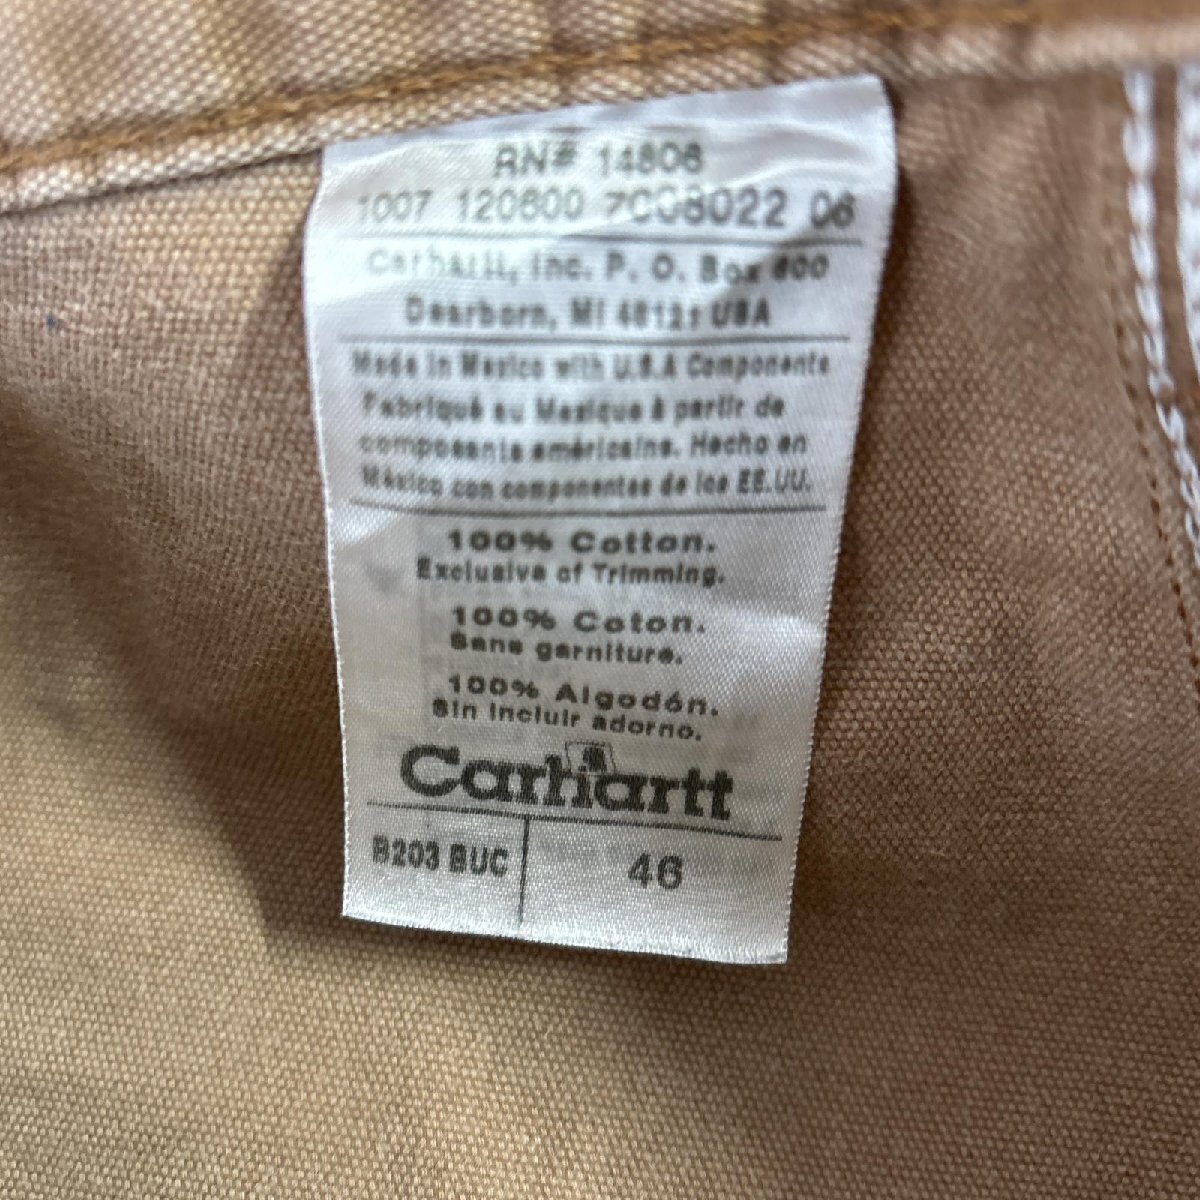 RN# 14806
1007 120600 7C38022 06
Carhartt, Inc. P. O. Box 600
Dearborn, MI 48121 USA
Made in Mexico with U.S.A Components
Fabriqué au Mexique à partir de
composants américains. Hecho en
México con componentes de los EE.UU.
100% Cotton.
Exclusive of Trimming.
100% Coton.
Sans garniture.
100% Algodón.
Sin incluir adorno.
Carhartt
B203 BUC
46